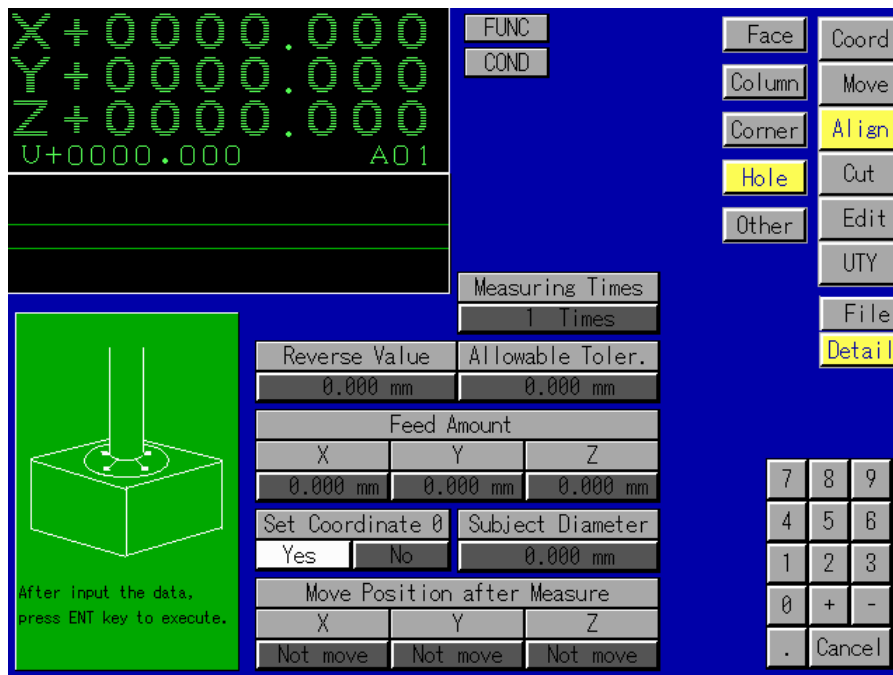 X+0000.000
Y+0000.000
Z+0000.000
U+0000.000 A01
FUNC
COND
Face
Column
Corner
Hole
Other
Coord
Move
Align
Cut
Edit
UTY
File
Detail
Measuring Times
1 Times
Reverse Value Allowable Toler.
0.000 mm 0.000 mm
Feed Amount
X Y Z
0.000 mm 0.000 mm 0.000 mm
Set Coordinate 0 Subject Diameter
Yes No 0.000 mm
Move Position after Measure
X Y Z
Not move Not move Not move
After input the data,
press ENT key to execute.
7 8 9
4 5 6
1 2 3
0 + -
. Cancel